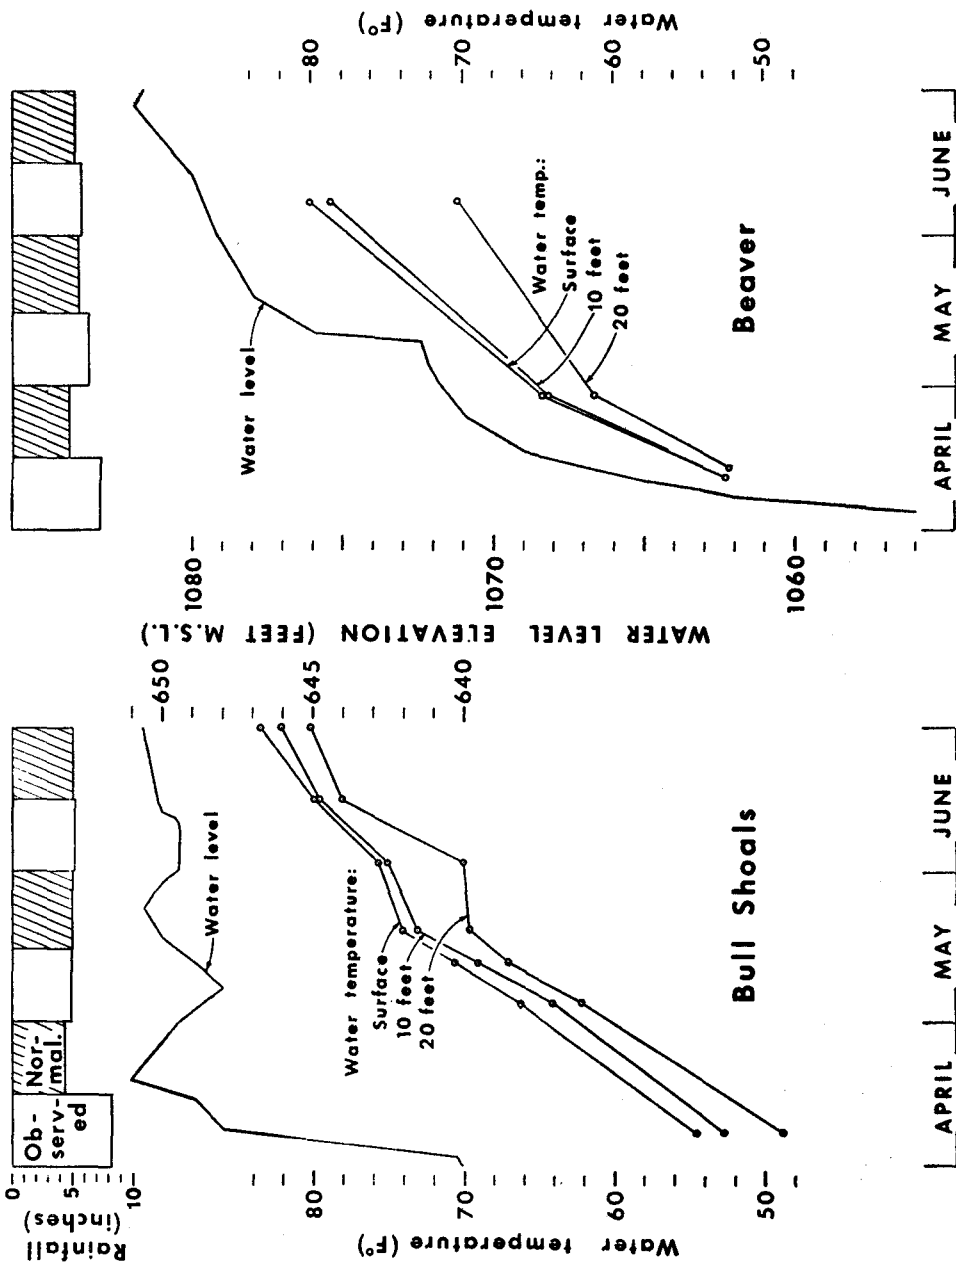 Rainfall
(inches)
0
5
10
Ob-
serv-
ed
Nor-
mal.
Water temperature (F°)
80
70
60
50
Water level
Water temperature:
Surface
10 feet
20 feet
Bull Shoals
APRIL
MAY
JUNE
-650
-645
-640
WATER LEVEL ELEVATION (FEET M.S.L.)
1080
1070
1060
Water level
Water temp.:
Surface
10 feet
20 feet
Beaver
APRIL
MAY
JUNE
-80
-70
-60
-50
Water temperature (F°)